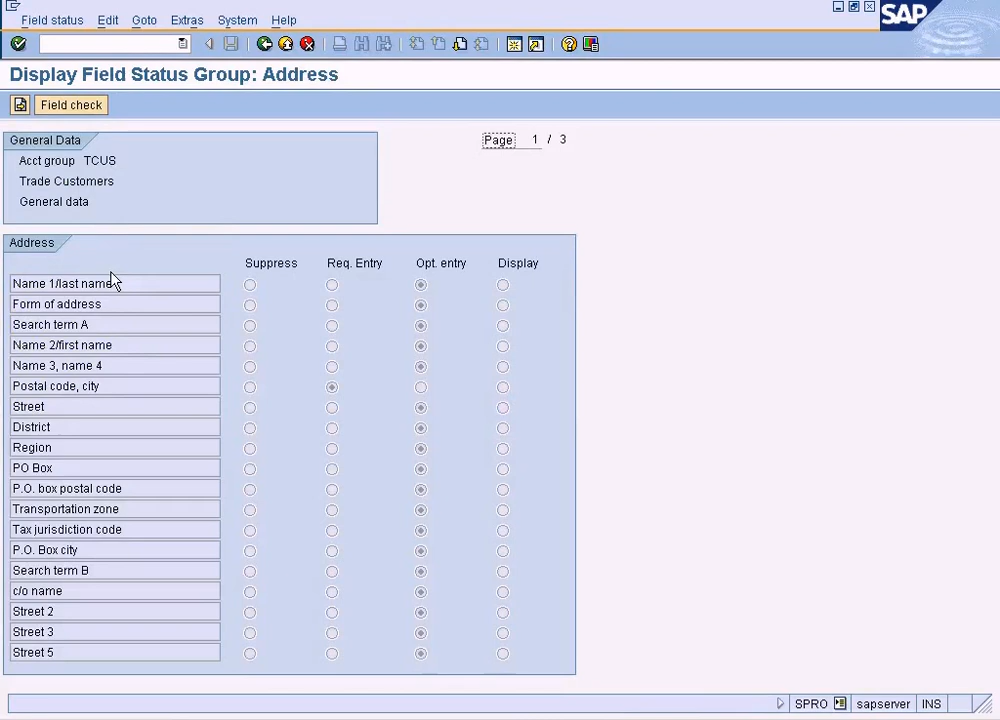 Field status Edit Goto Extras System Help
SAP
Display Field Status Group: Address
Field check
General Data
Acct group TCUS
Trade Customers
General data
Page 1 / 3
Address
Suppress Req. Entry Opt. entry Display
Name 1/last name
Form of address
Search term A
Name 2/first name
Name 3, name 4
Postal code, city
Street
District
Region
PO Box
P.O. box postal code
Transportation zone
Tax jurisdiction code
P.O. Box city
Search term B
c/o name
Street 2
Street 3
Street 5
SPRO sapserver INS